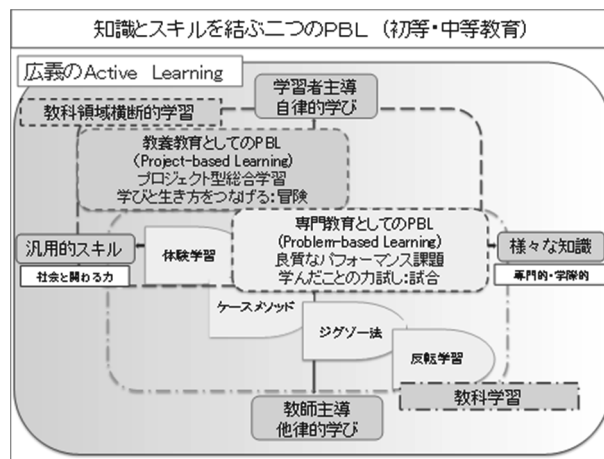 知識とスキルを結ぶ二つのPBL（初等・中等教育）
広義のActive Learning
学習者主導
自律的学び
教科領域横断的学習
教養教育としてのPBL
(Project-based Learning)
プロジェクト型総合学習
学びと生き方をつなげる:冒険
専門教育としてのPBL
(Problem-based Learning)
良質なパフォーマンス課題
学んだことの力試し:試合
汎用的スキル
社会と関わる力
体験学習
様々な知識
専門的・学際的
ケースメソッド
ジグソー法
反転学習
教科学習
教師主導
他律的学び